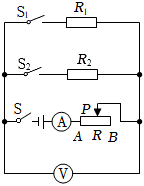 S₁ R₁
S₂ R₂
S A P A R B
V